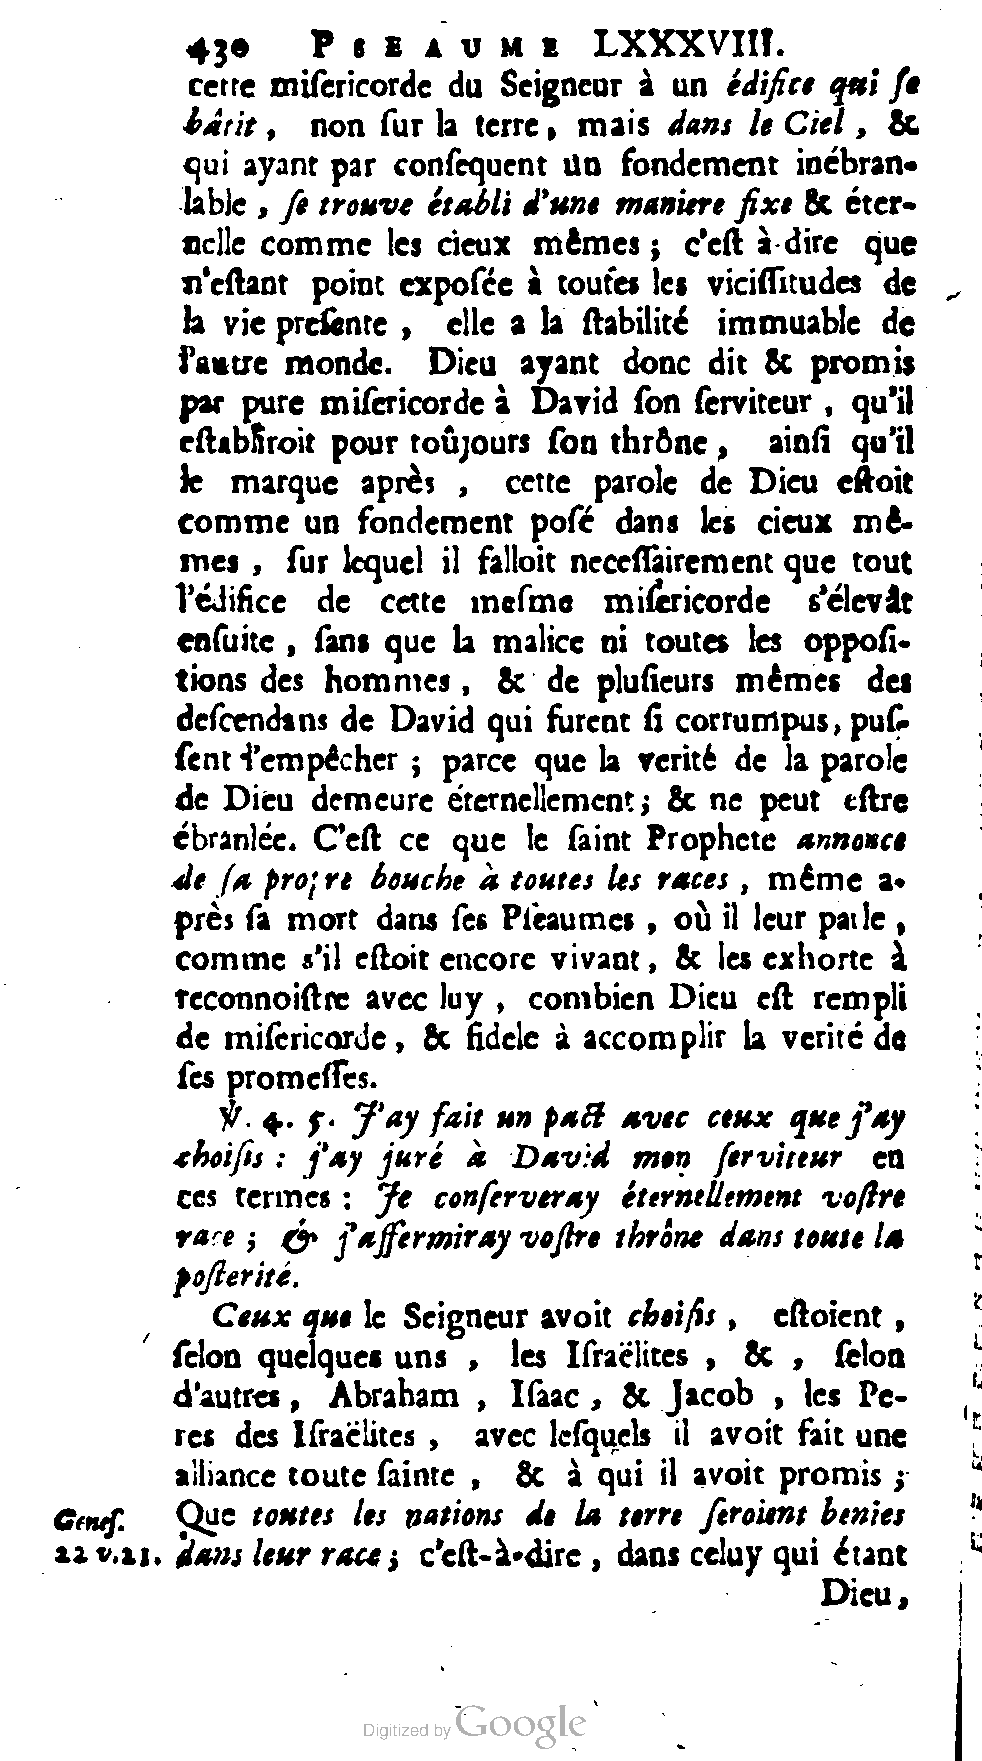 430 PSEAUME LXXXVIII.
cette miſericorde du Seigneur à un édifice qui ſe
bâtit, non ſur la terre, mais dans le Ciel, &
qui ayant par conſequent un fondement inébran-
lable, ſe trouve établi d'une maniere fixe & éter-
nelle comme les cieux mêmes; c'eſt à-dire que
n'eſtant point expoſée à toutes les viciſſitudes de
la vie preſente, elle a la ſtabilité immuable de
l'autre monde. Dieu ayant donc dit & promis
par pure miſericorde à David ſon ſerviteur, qu'il
eſtabliroit pour toûjours ſon thrône, ainſi qu'il
le marque après, cette parole de Dieu eſtoit
comme un fondement poſé dans les cieux mê-
mes, ſur lequel il falloit neceſſairement que tout
l'édifice de cette meſme miſericorde s'élevât
enſuite, ſans que la malice ni toutes les oppoſi-
tions des hommes, & de pluſieurs mêmes des
deſcendans de David qui furent ſi corrumpus, puſ-
ſent l'empêcher; parce que la verité de la parole
de Dieu demeure éternellement; & ne peut eſtre
ébranlée. C'eſt ce que le ſaint Prophete annonce
de ſa propre bouche à toutes les races, même a-
près ſa mort dans ſes Pſeaumes, où il leur parle,
comme s'il eſtoit encore vivant, & les exhorte à
reconnoiſtre avec luy, combien Dieu eſt rempli
de miſericorde, & fidele à accomplir la verité de
ſes promeſſes.
℣. 4. 5. J'ay fait un pact avec ceux que j'ay
choiſis: j'ay juré à David mon ſerviteur en
ces termes: Je conſerveray éternellement voſtre
race; & j'affermiray voſtre thrône dans toute la
poſterité.
Ceux que le Seigneur avoit choiſis, eſtoient,
ſelon quelques uns, les Iſraëlites, &, ſelon
d'autres, Abraham, Iſaac, & Jacob, les Pe-
res des Iſraëlites, avec leſquels il avoit fait une
alliance toute ſainte, & à qui il avoit promis;
Geneſ. Que toutes les nations de la terre ſeroient benies
22 v.21. dans leur race; c'eſt-à-dire, dans celuy qui étant
Dieu,
Digitized by Google